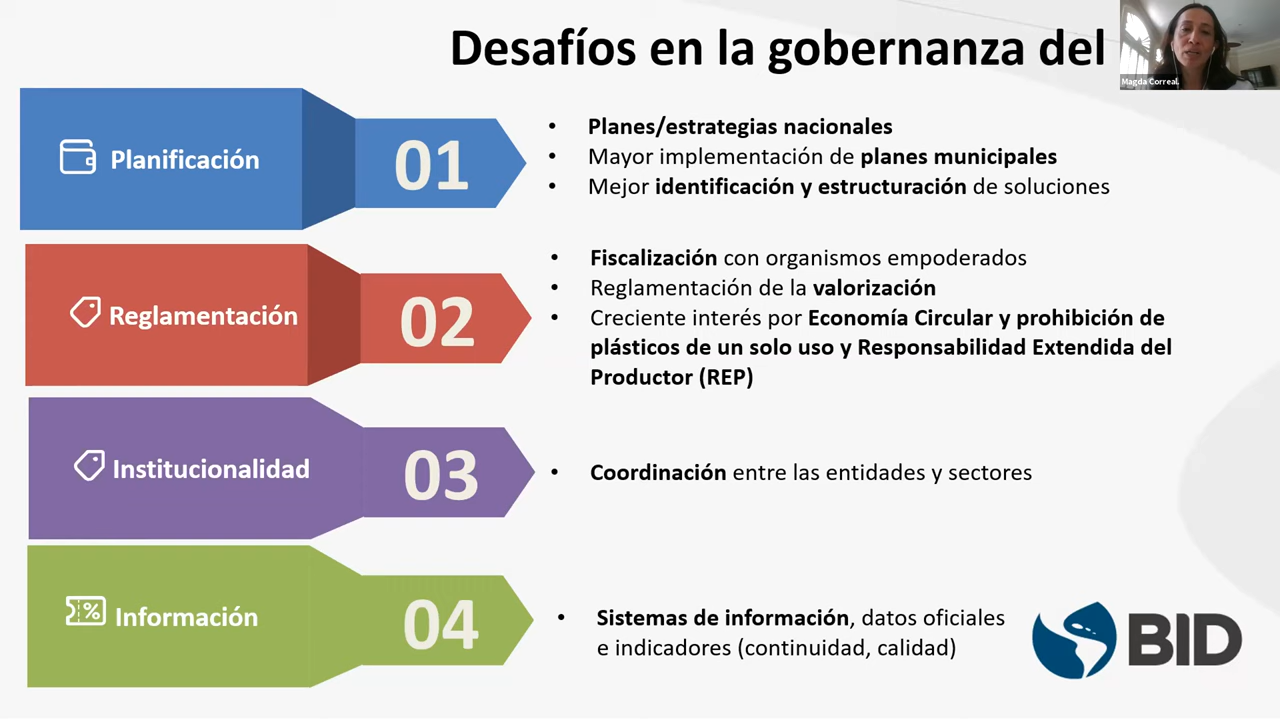 Desafíos en la gobernanza del
Magda Correal
Planificación
01
• Planes/estrategias nacionales
• Mayor implementación de planes municipales
• Mejor identificación y estructuración de soluciones
Reglamentación
02
• Fiscalización con organismos empoderados
• Reglamentación de la valorización
• Creciente interés por Economía Circular y prohibición de
plásticos de un solo uso y Responsabilidad Extendida del
Productor (REP)
Institucionalidad
03
• Coordinación entre las entidades y sectores
%
Información
04
• Sistemas de información, datos oficiales
e indicadores (continuidad, calidad)
BID